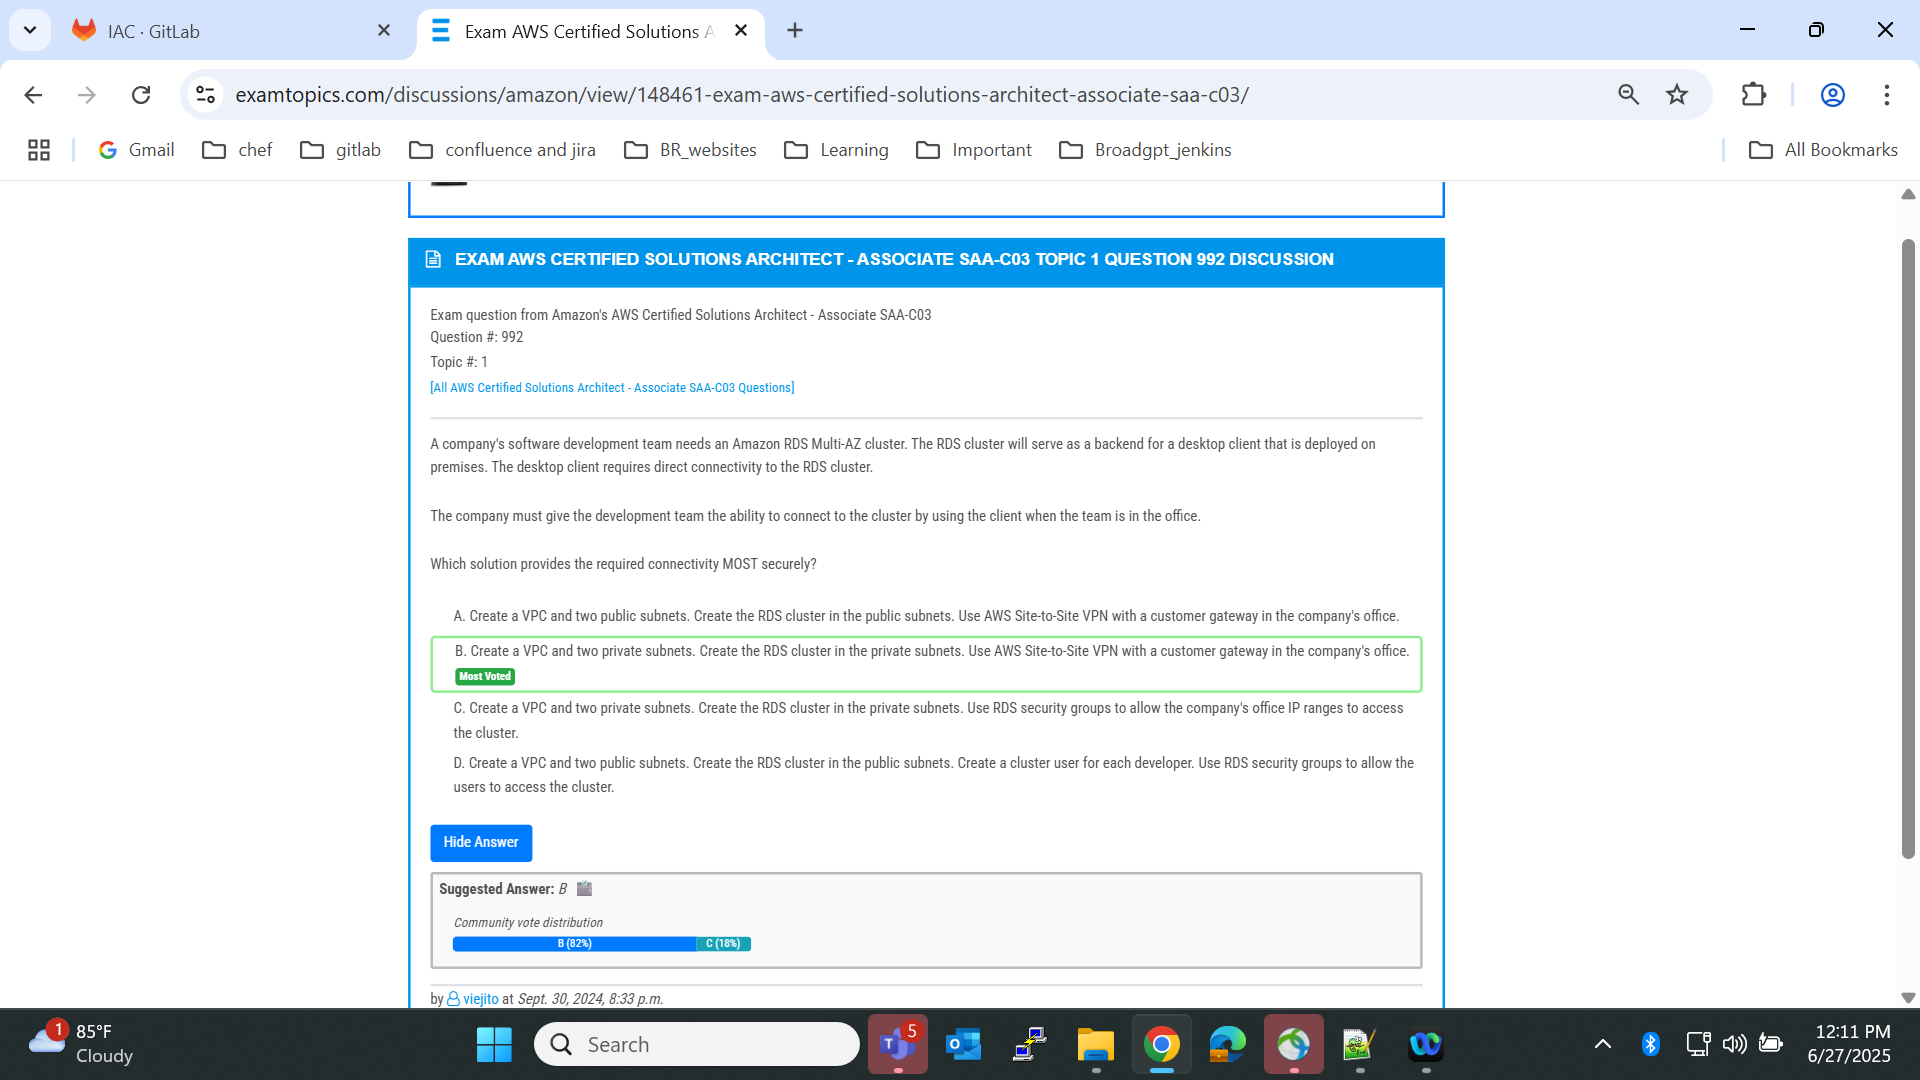 IAC · GitLab
Exam AWS Certified Solutions A
examtopics.com/discussions/amazon/view/148461-exam-aws-certified-solutions-architect-associate-saa-c03/
Gmail
chef
gitlab
confluence and jira
BR_websites
Learning
Important
Broadgpt_jenkins
All Bookmarks
EXAM AWS CERTIFIED SOLUTIONS ARCHITECT - ASSOCIATE SAA-C03 TOPIC 1 QUESTION 992 DISCUSSION
Exam question from Amazon's AWS Certified Solutions Architect - Associate SAA-C03
Question #: 992
Topic #: 1
[All AWS Certified Solutions Architect - Associate SAA-C03 Questions]
A company's software development team needs an Amazon RDS Multi-AZ cluster. The RDS cluster will serve as a backend for a desktop client that is deployed on
premises. The desktop client requires direct connectivity to the RDS cluster.
The company must give the development team the ability to connect to the cluster by using the client when the team is in the office.
Which solution provides the required connectivity MOST securely?
A. Create a VPC and two public subnets. Create the RDS cluster in the public subnets. Use AWS Site-to-Site VPN with a customer gateway in the company's office.
B. Create a VPC and two private subnets. Create the RDS cluster in the private subnets. Use AWS Site-to-Site VPN with a customer gateway in the company's office.
Most Voted
C. Create a VPC and two private subnets. Create the RDS cluster in the private subnets. Use RDS security groups to allow the company's office IP ranges to access
the cluster.
D. Create a VPC and two public subnets. Create the RDS cluster in the public subnets. Create a cluster user for each developer. Use RDS security groups to allow the
users to access the cluster.
Hide Answer
Suggested Answer: B
Community vote distribution
B (82%)
C (18%)
by viejito at Sept. 30, 2024, 8:33 p.m.
1
85°F
Cloudy
Search
5
12:11 PM
6/27/2025